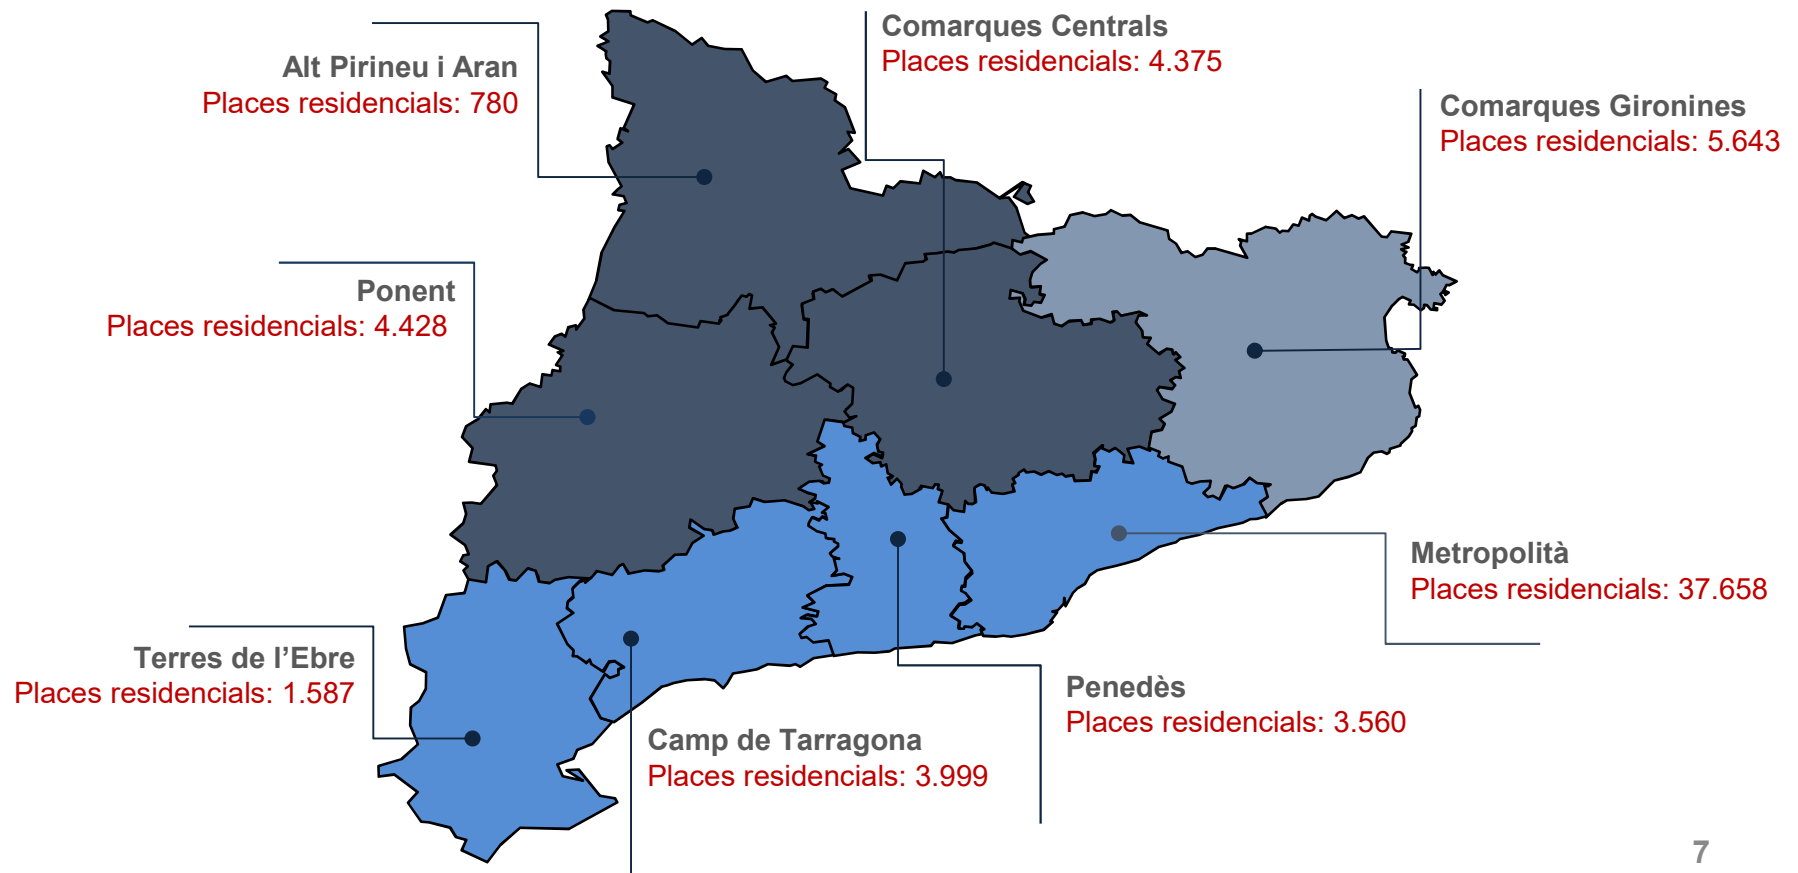 Comarques Centrals
Places residencials: 4.375
Alt Pirineu i Aran
Places residencials: 780
Comarques Gironines
Places residencials: 5.643
Ponent
Places residencials: 4.428
Metropolità
Places residencials: 37.658
Terres de l’Ebre
Places residencials: 1.587
Penedès
Places residencials: 3.560
Camp de Tarragona
Places residencials: 3.999
7